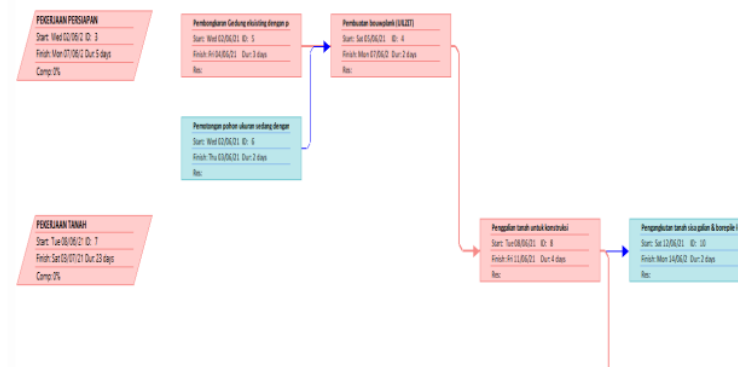 PEKERJAAN PERSIAPAN
Start: Wed 02/06/2 ID: 3
Finish: Mon 07/06/2 Dur: 5 days
Comp: 0%
Pembongkaran Gedung eksisting dengan p
Start: Wed 02/06/21 ID: 5
Finish: Fri 04/06/21 Dur: 3 days
Res:
Pembuatan bouwplank (UILZET)
Start: Sat 05/06/21 ID: 4
Finish: Mon 07/06/2 Dur: 2 days
Res:
Pemotongan pohon ukuran sedang dengan
Start: Wed 02/06/21 ID: 6
Finish: Thu 03/06/21 Dur: 2 days
Res:
PEKERJAAN TANAH
Start: Tue 08/06/21 ID: 7
Finish: Sat 03/07/21 Dur: 23 days
Comp: 0%
Penggalian tanah untuk konstruksi
Start: Tue 08/06/21 ID: 8
Finish: Fri 11/06/21 Dur: 4 days
Res:
Pengangkutan tanah sisa galian & borepile
Start: Sat 12/06/21 ID: 10
Finish: Mon 14/06/2 Dur: 2 days
Res: